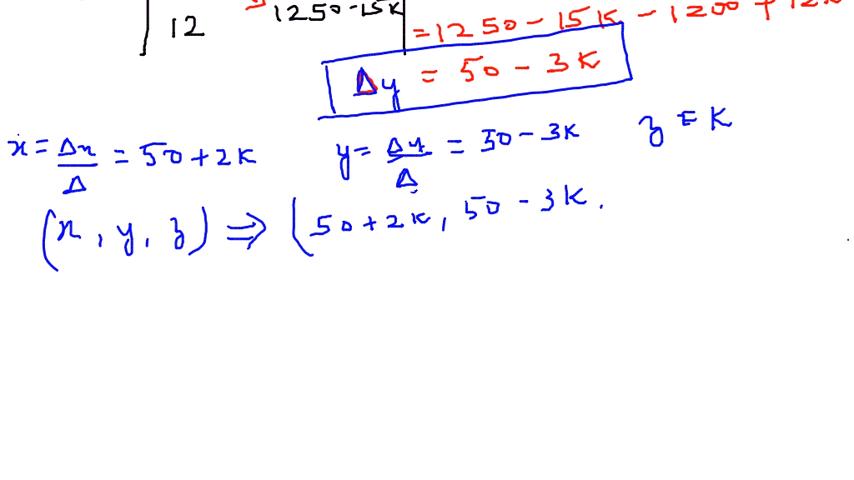 12 1250-15K = 1250 - 15K - 1200 + 12
Δy = 50 - 3K
x = Δx/Δ = 50 + 2K y = Δy/Δ = 50 - 3K z = K
(x, y, z) ⇒ (50 + 2K, 50 - 3K,